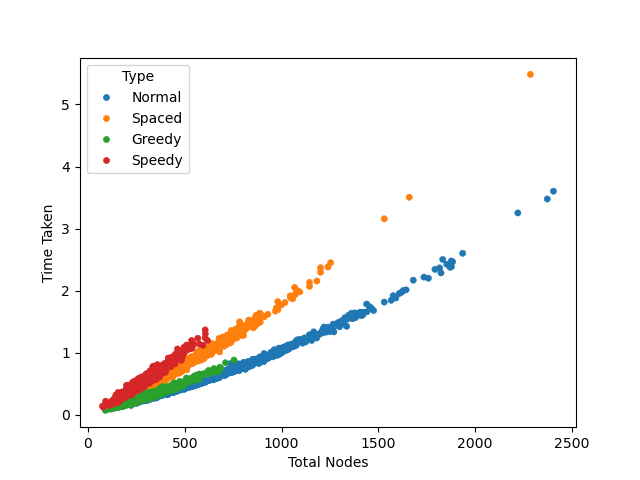 Type
Normal
Spaced
Greedy
Speedy
5
4
3
2
1
0
Time Taken
0
500
1000
1500
2000
2500
Total Nodes